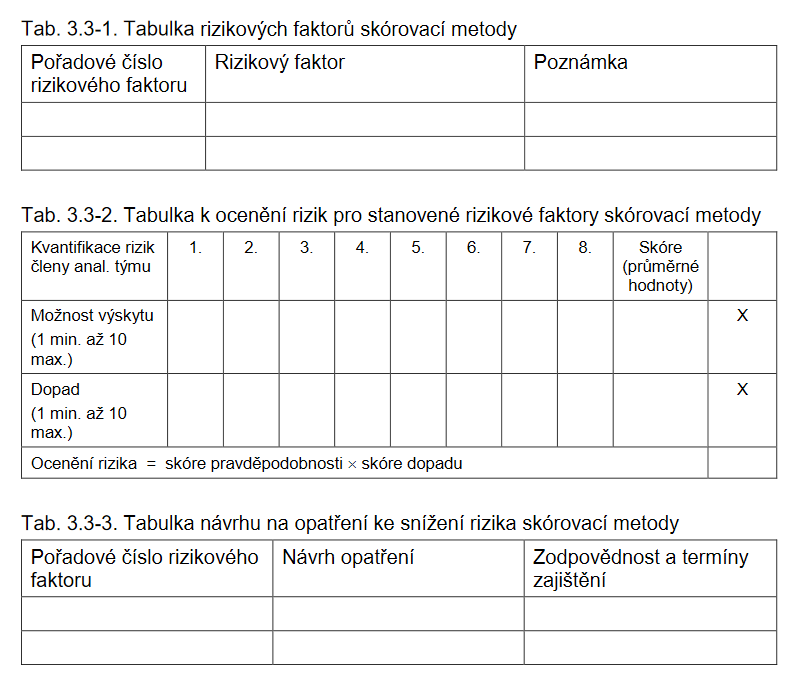 Tab. 3.3-1. Tabulka rizikových faktorů skórovací metody
Pořadové číslo
rizikového faktoru
Rizikový faktor
Poznámka
Tab. 3.3-2. Tabulka k ocenění rizik pro stanovené rizikové faktory skórovací metody
Kvantifikace rizik
členy anal. týmu
1.
2.
3.
4.
5.
6.
7.
8.
Skóre
(průměrné
hodnoty)
Možnost výskytu
(1 min. až 10
max.)
X
Dopad
(1 min. až 10
max.)
X
Ocenění rizika = skóre pravděpodobnosti × skóre dopadu
Tab. 3.3-3. Tabulka návrhu na opatření ke snížení rizika skórovací metody
Pořadové číslo rizikového
faktoru
Návrh opatření
Zodpovědnost a termíny
zajištění